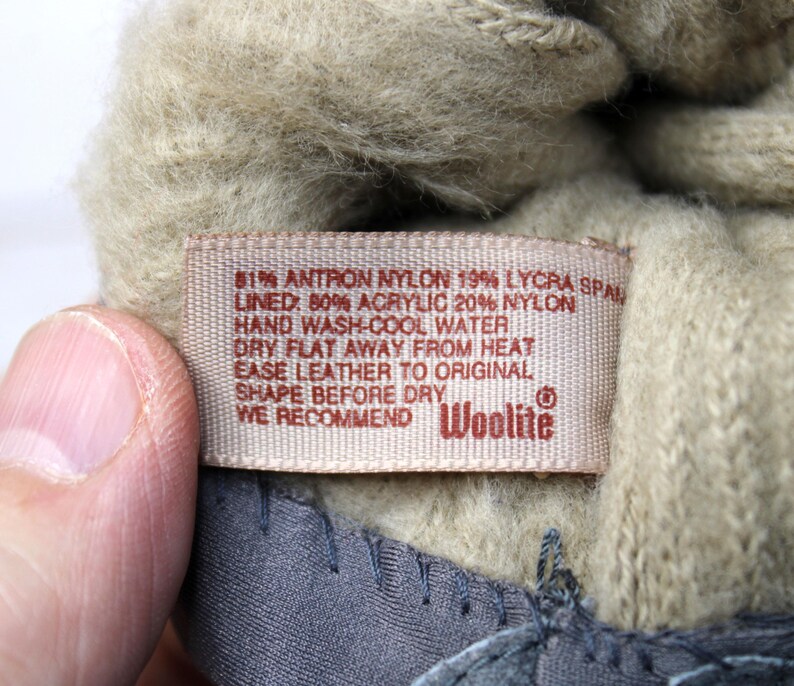 81% ANTRON NYLON 19% LYCRA SPAN
LINED: 80% ACRYLIC 20% NYLON
HAND WASH-COOL WATER
DRY FLAT AWAY FROM HEAT
EASE LEATHER TO ORIGINAL
SHAPE BEFORE DRY
WE RECOMMEND Woolite®